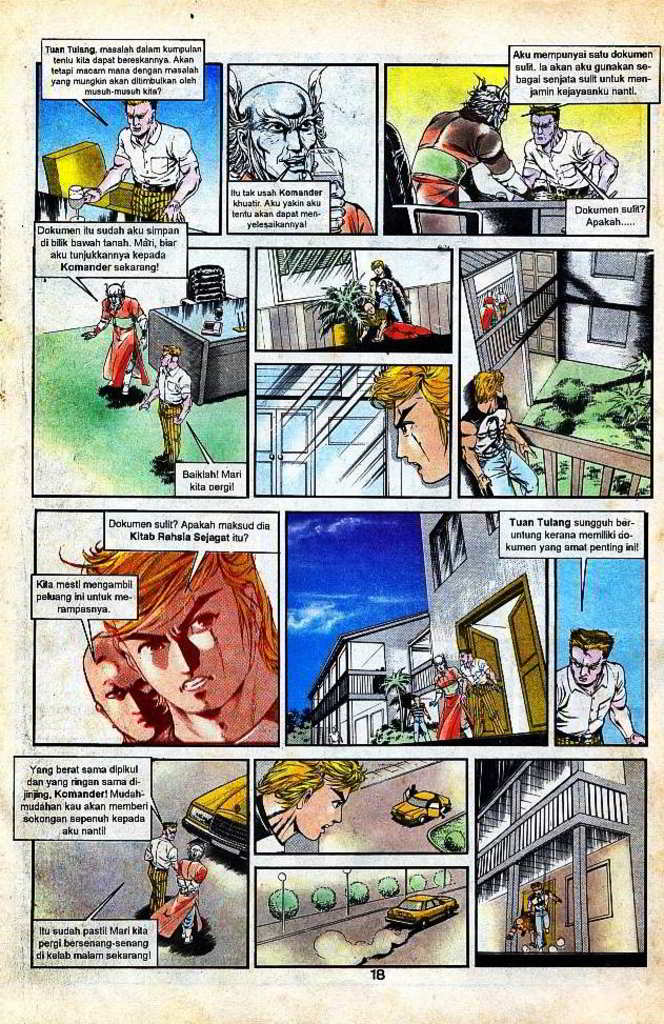 Tuan Tulang, masalah dalam kumpulan
tentu kita dapat bereskannya. Akan
tetapi macam mana dengan masalah
yang mungkin akan ditimbulkan oleh
musuh-musuh kita?
Itu tak usah Komander
khuatir. Aku yakin aku
tentu akan dapat men-
yelesaikannya!
Aku mempunyai satu dokumen
sulit. Ia akan aku gunakan se-
bagai senjata sulit untuk men-
jamin kejayaanku nanti.
Dokumen sulit?
Apakah.....
Dokumen itu sudah aku simpan
di bilik bawah tanah. Mari, biar
aku tunjukkannya kepada
Komander sekarang!
Baiklah! Mari
kita pergi!
Dokumen sulit? Apakah maksud dia
Kitab Rahsia Sejagat itu?
Kita mesti mengambil
peluang ini untuk me-
rampasnya.
Tuan Tulang sungguh ber-
untung kerana memiliki do-
kumen yang amat penting ini!
Yang berat sama dipikul
dan yang ringan sama di-
jinjing, Komander! Mudah-
mudahan kau akan memberi
sokongan sepenuh kepada
aku nanti!
Itu sudah pasti! Mari kita
pergi bersenang-senang
di kelab malam sekarang!
18